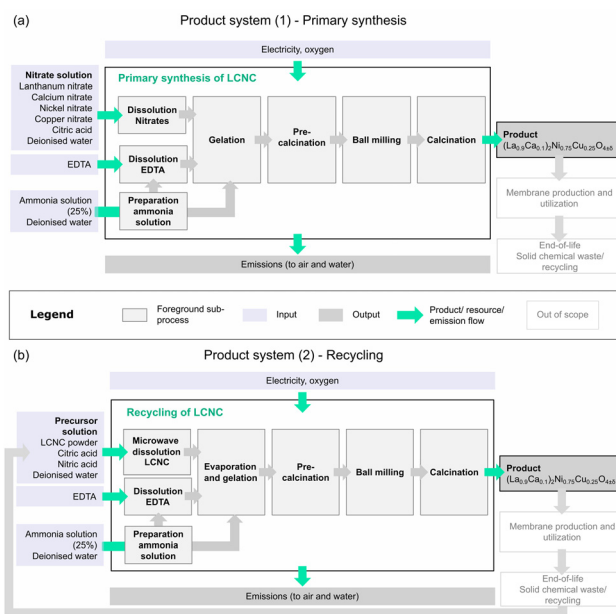 (a)
Product system (1) - Primary synthesis
Electricity, oxygen
Nitrate solution
Lanthanum nitrate
Calcium nitrate
Nickel nitrate
Copper nitrate
Citric acid
Deionised water
EDTA
Ammonia solution
(25%)
Deionised water
Primary synthesis of LCNC
Dissolution
Nitrates
Dissolution
EDTA
Preparation
ammonia
solution
Gelation
Pre-
calcination
Ball milling
Calcination
Product
(La0.9Ca0.1)2Ni0.75Cu0.25O4±δ
Membrane production and
utilization
End-of-life
Solid chemical waste/
recycling
Emissions (to air and water)
Legend
Foreground sub-
process
Input
Output
Product/ resource/
emission flow
Out of scope
(b)
Product system (2) - Recycling
Electricity, oxygen
Precursor
solution
LCNC powder
Citric acid
Nitric acid
Deionised water
EDTA
Ammonia solution
(25%)
Deionised water
Recycling of LCNC
Microwave
dissolution
LCNC
Dissolution
EDTA
Preparation
ammonia
solution
Evaporation
and gelation
Pre-
calcination
Ball milling
Calcination
Product
(La0.9Ca0.1)2Ni0.75Cu0.25O4±δ
Membrane production and
utilization
End-of-life
Solid chemical waste/
recycling
Emissions (to air and water)